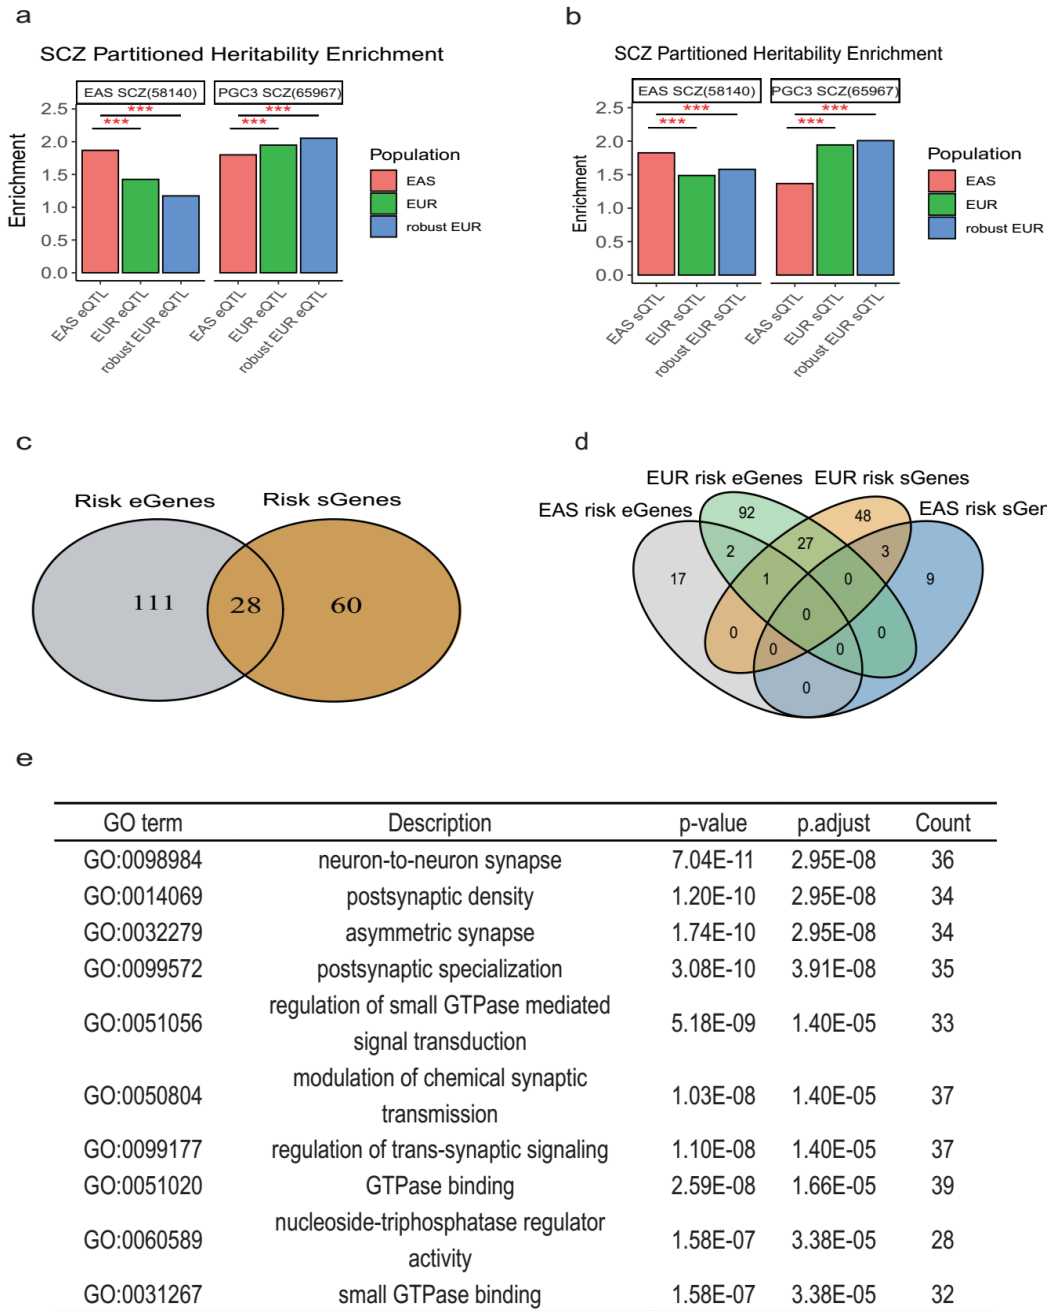 a
SCZ Partitioned Heritability Enrichment
EAS SCZ(58140)
PGC3 SCZ(65967)
***
***
***
***
Enrichment
2.5
2.0
1.5
1.0
0.5
0.0
EAS eQTL
EUR eQTL
robust EUR eQTL
EAS eQTL
EUR eQTL
robust EUR eQTL
Population
EAS
EUR
robust EUR
b
SCZ Partitioned Heritability Enrichment
EAS SCZ(58140)
PGC3 SCZ(65967)
***
***
***
***
Enrichment
2.5
2.0
1.5
1.0
0.5
0.0
EAS sQTL
EUR sQTL
robust EUR sQTL
EAS sQTL
EUR sQTL
robust EUR sQTL
Population
EAS
EUR
robust EUR
c
Risk eGenes
Risk sGenes
111
28
60
d
EUR risk eGenes
EUR risk sGenes
EAS risk eGenes
EAS risk sGer
92
48
2
27
3
17
1
0
9
0
0
0
0
0
0
e
GO term Description p-value p.adjust Count
GO:0098984 neuron-to-neuron synapse 7.04E-11 2.95E-08 36
GO:0014069 postsynaptic density 1.20E-10 2.95E-08 34
GO:0032279 asymmetric synapse 1.74E-10 2.95E-08 34
GO:0099572 postsynaptic specialization 3.08E-10 3.91E-08 35
regulation of small GTPase mediated
GO:0051056 5.18E-09 1.40E-05 33
signal transduction
modulation of chemical synaptic
GO:0050804 1.03E-08 1.40E-05 37
transmission
GO:0099177 regulation of trans-synaptic signaling 1.10E-08 1.40E-05 37
GO:0051020 GTPase binding 2.59E-08 1.66E-05 39
nucleoside-triphosphatase regulator
GO:0060589 1.58E-07 3.38E-05 28
activity
GO:0031267 small GTPase binding 1.58E-07 3.38E-05 32